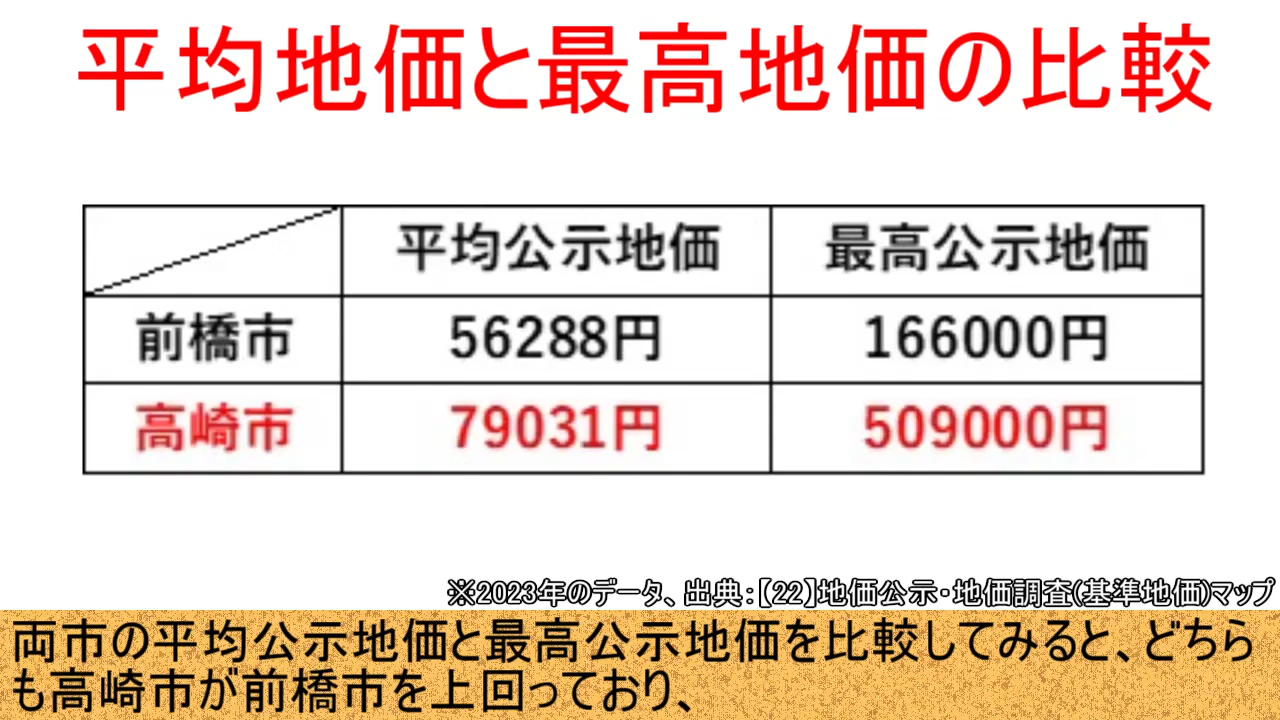 平均地価と最高地価の比較
平均公示地価 最高公示地価
前橋市 56288円 166000円
高崎市 79031円 509000円
※2023年のデータ、出典:【22】地価公示・地価調査(基準地価)マップ
両市の平均公示地価と最高公示地価を比較してみると、どちら
も高崎市が前橋市を上回っており、